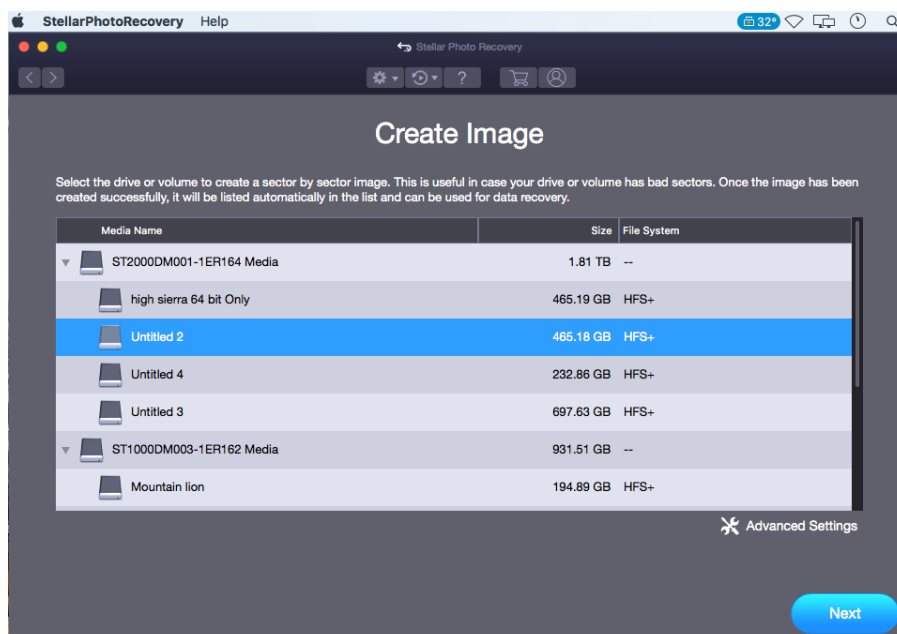 StellarPhotoRecovery Help 32°
Stellar Photo Recovery
?
Create Image
Select the drive or volume to create a sector by sector image. This is useful in case your drive or volume has bad sectors. Once the image has been
created successfully, it will be listed automatically in the list and can be used for data recovery.
Media Name Size File System
ST2000DM001-1ER164 Media 1.81 TB --
high sierra 64 bit Only 465.19 GB HFS+
Untitled 2 465.18 GB HFS+
Untitled 4 232.86 GB HFS+
Untitled 3 697.63 GB HFS+
ST1000DM003-1ER162 Media 931.51 GB --
Mountain lion 194.89 GB HFS+
Advanced Settings
Next